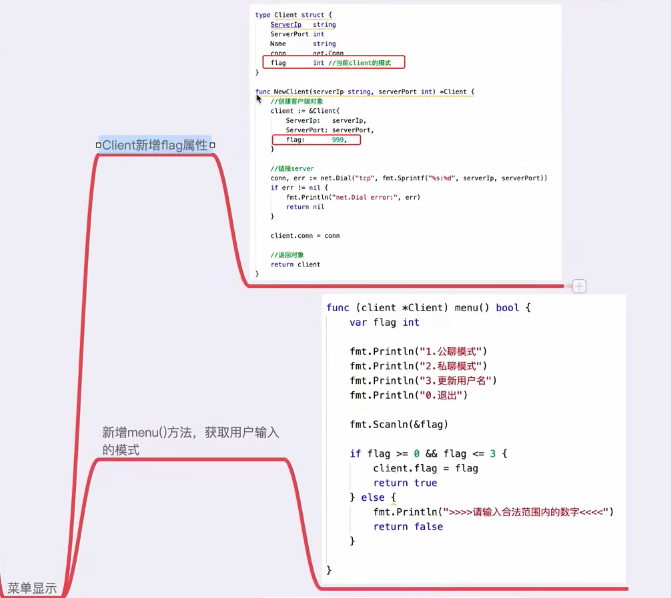 type Client struct {
    ServerIp   string
    ServerPort int
    Name       string
    conn       net.Conn
    flag       int //当前client的模式
}
func NewClient(serverIp string, serverPort int) *Client {
    //创建客户端对象
    client := &Client{
        ServerIp:   serverIp,
        ServerPort: serverPort,
        flag:       999,
    }
    //链接server
    conn, err := net.Dial("tcp", fmt.Sprintf("%s:%d", serverIp, serverPort))
    if err != nil {
        fmt.Println("net.Dial error:", err)
        return nil
    }
    client.conn = conn
    //返回对象
    return client
}
Client新增flag属性
func (client *Client) menu() bool {
    var flag int
    fmt.Println("1.公聊模式")
    fmt.Println("2.私聊模式")
    fmt.Println("3.更新用户名")
    fmt.Println("0.退出")
    fmt.Scanln(&flag)
    if flag >= 0 && flag <= 3 {
        client.flag = flag
        return true
    } else {
        fmt.Println(">>>>请输入合法范围内的数字<<<<")
        return false
    }
}
新增menu()方法，获取用户输入
的模式
菜单显示